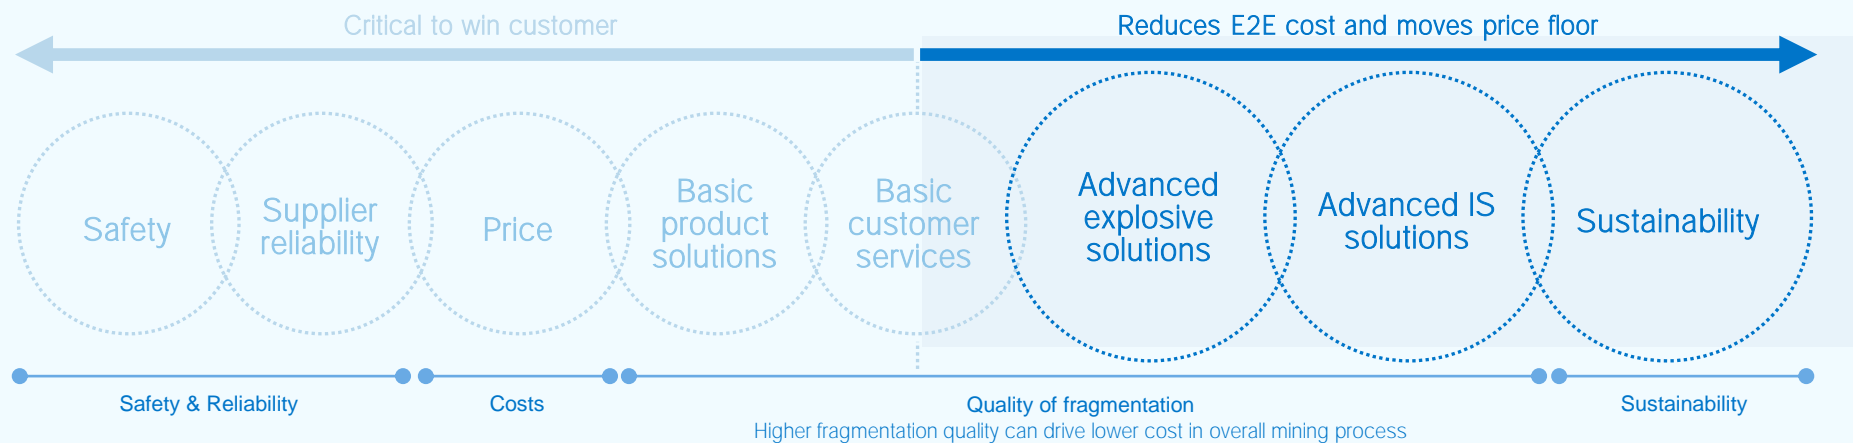 Critical to win customer
Reduces E2E cost and moves price floor
Safety
Supplier
reliability
Price
Basic
product
solutions
Basic
customer
services
Advanced
explosive
solutions
Advanced IS
solutions
Sustainability
Safety & Reliability
Costs
Quality of fragmentation
Higher fragmentation quality can drive lower cost in overall mining process
Sustainability